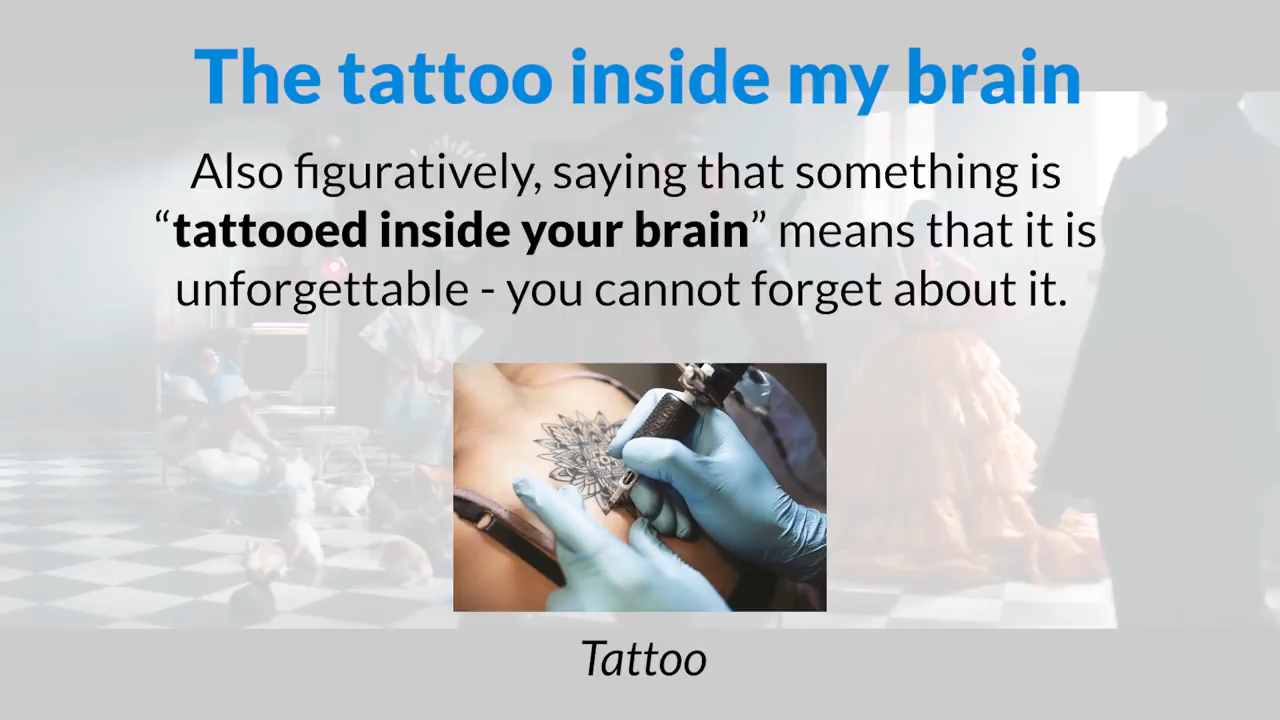 The tattoo inside my brain
Also figuratively, saying that something is
“tattooed inside your brain” means that it is
unforgettable - you cannot forget about it.
Tattoo